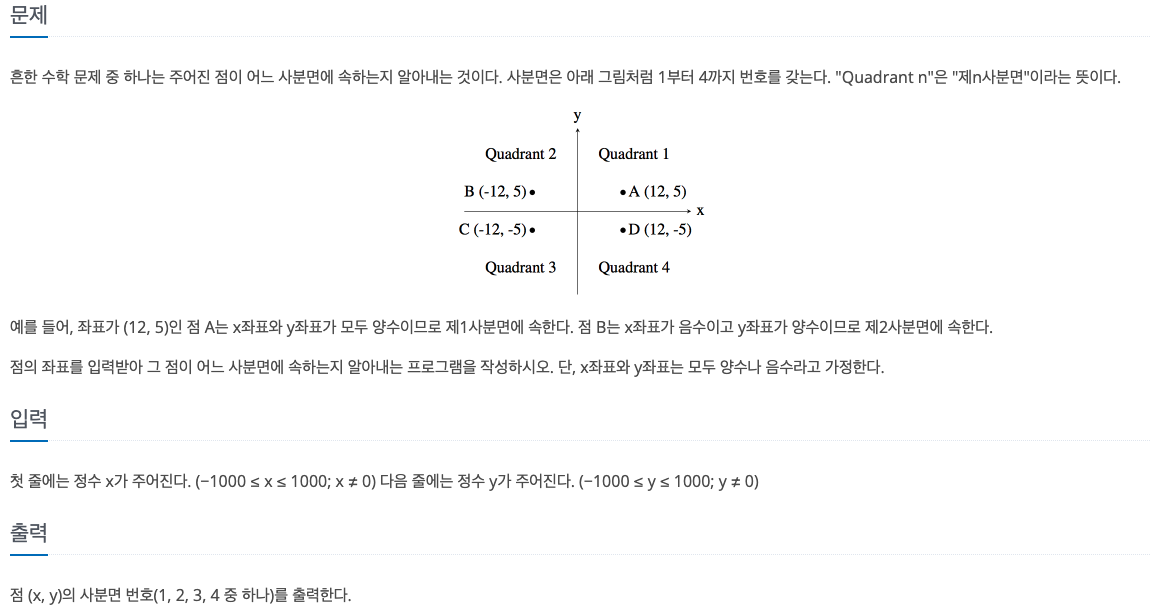 문제
흔한 수학 문제 중 하나는 주어진 점이 어느 사분면에 속하는지 알아내는 것이다. 사분면은 아래 그림처럼 1부터 4까지 번호를 갖는다. "Quadrant n"은 "제n사분면"이라는 뜻이다.
y
Quadrant 2 Quadrant 1
B (-12, 5) A (12, 5)
x
C (-12, -5) D (12, -5)
Quadrant 3 Quadrant 4
예를 들어, 좌표가 (12, 5)인 점 A는 x좌표와 y좌표가 모두 양수이므로 제1사분면에 속한다. 점 B는 x좌표가 음수이고 y좌표가 양수이므로 제2사분면에 속한다.
점의 좌표를 입력받아 그 점이 어느 사분면에 속하는지 알아내는 프로그램을 작성하시오. 단, x좌표와 y좌표는 모두 양수나 음수라고 가정한다.
입력
첫 줄에는 정수 x가 주어진다. (−1000 ≤ x ≤ 1000; x ≠ 0) 다음 줄에는 정수 y가 주어진다. (−1000 ≤ y ≤ 1000; y ≠ 0)
출력
점 (x, y)의 사분면 번호(1, 2, 3, 4 중 하나)를 출력한다.